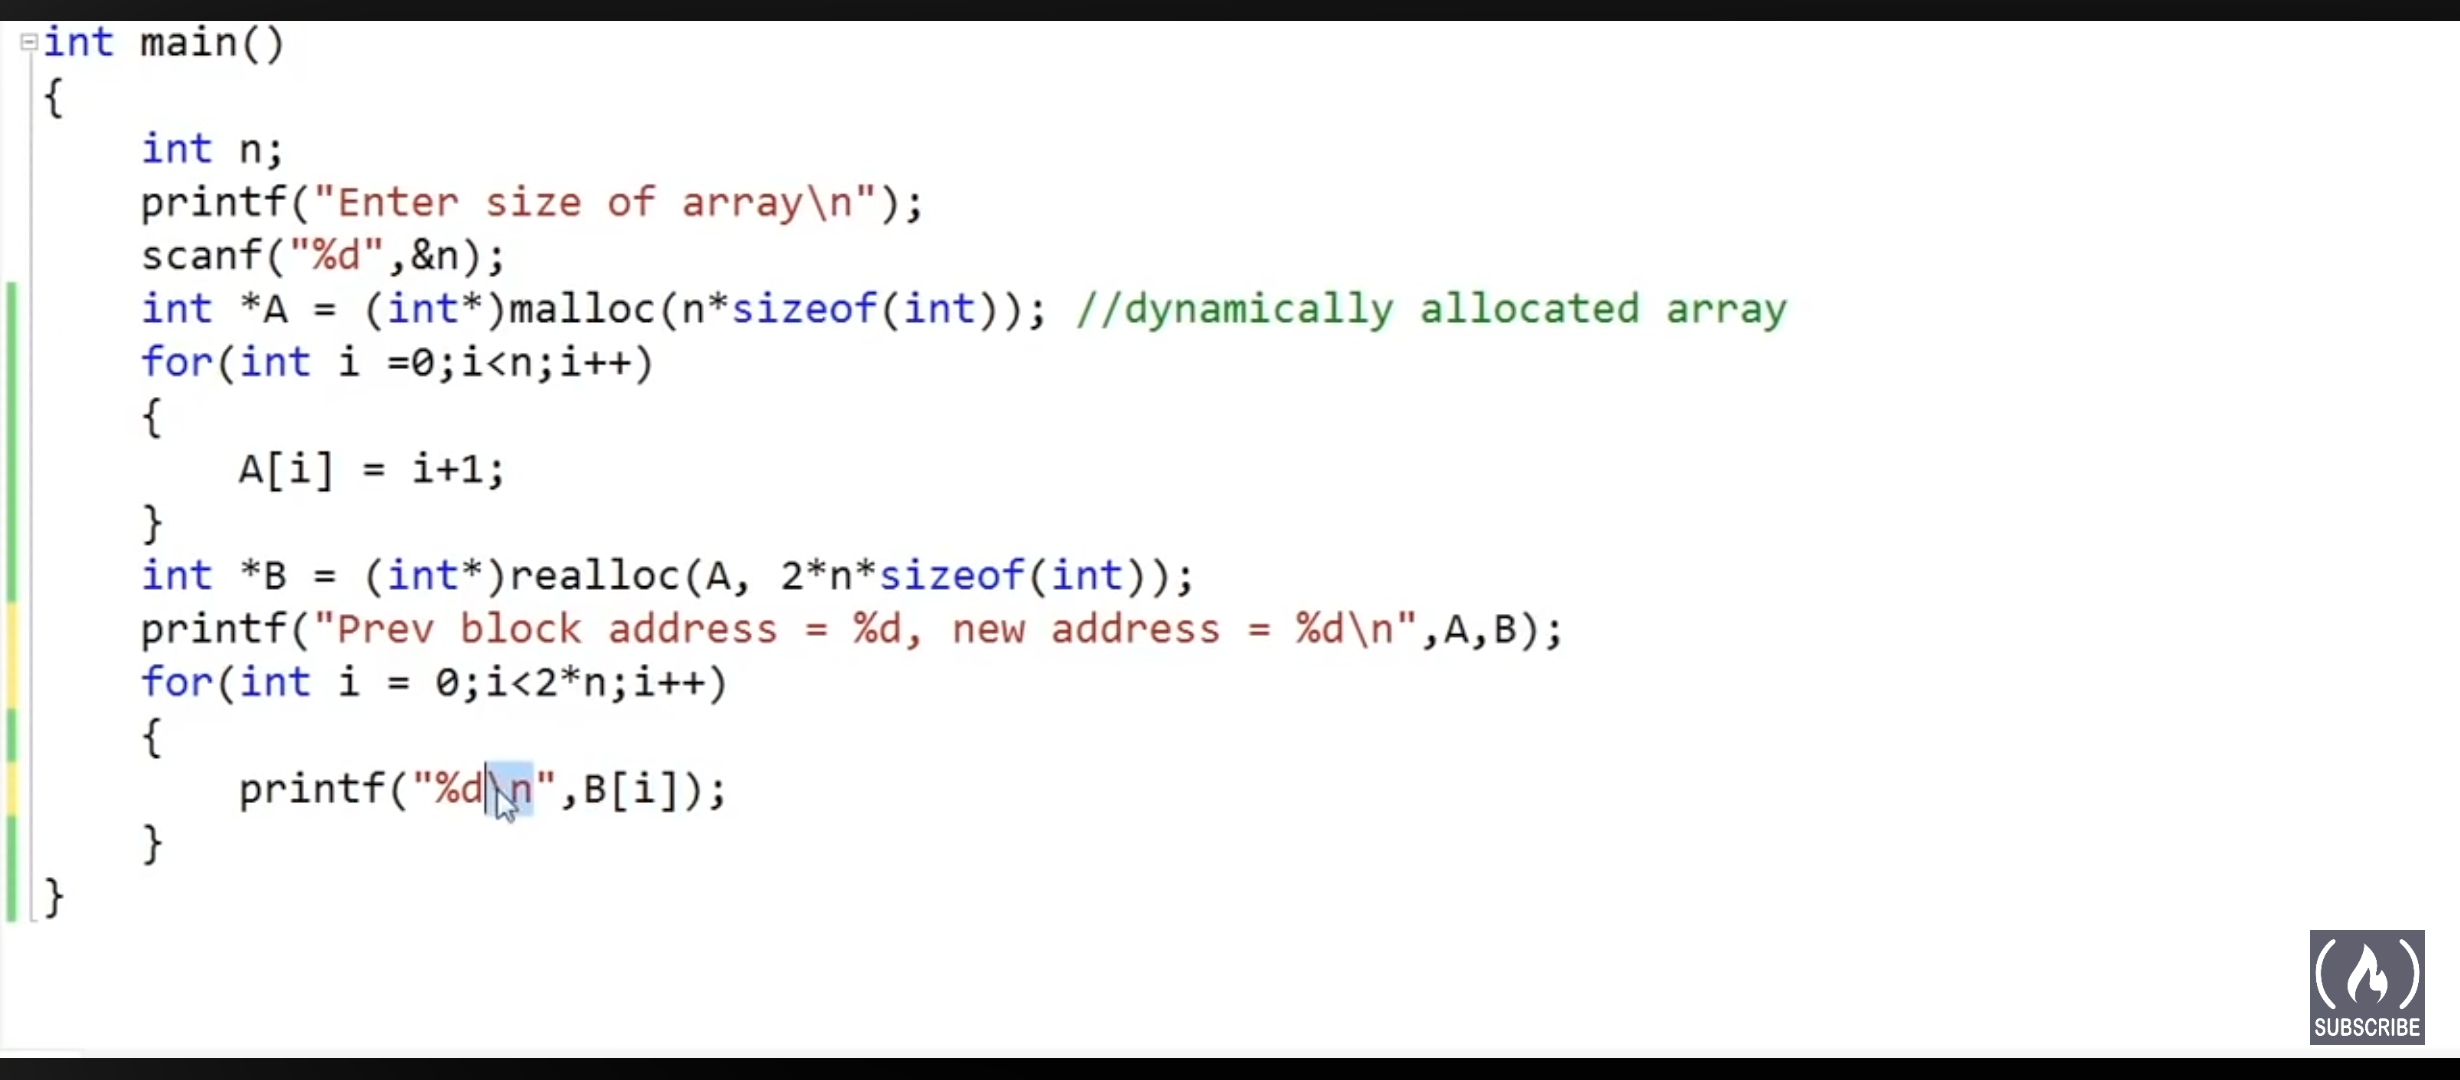 int main()
{
int n;
printf("Enter size of array\n");
scanf("%d",&n);
int *A = (int*)malloc(n*sizeof(int)); //dynamically allocated array
for(int i =0;i<n;i++)
{
A[i] = i+1;
}
int *B = (int*)realloc(A, 2*n*sizeof(int));
printf("Prev block address = %d, new address = %d\n",A,B);
for(int i = 0;i<2*n;i++)
{
printf("%d\n",B[i]);
}
}
SUBSCRIBE